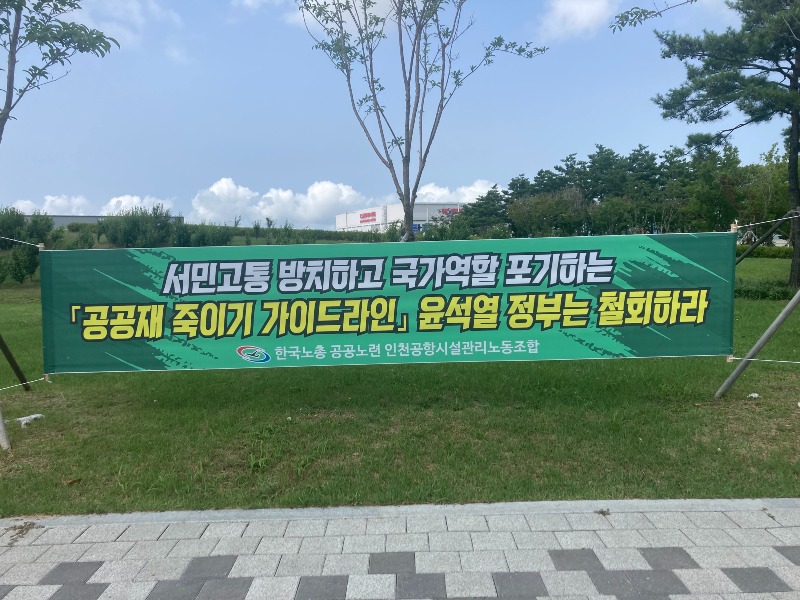 서민고통 방치하고 국가역할 포기하는
「공공재 죽이기 가이드라인」 윤석열 정부는 철회하라
한국노총 공공노련 인천공항시설관리노동조합